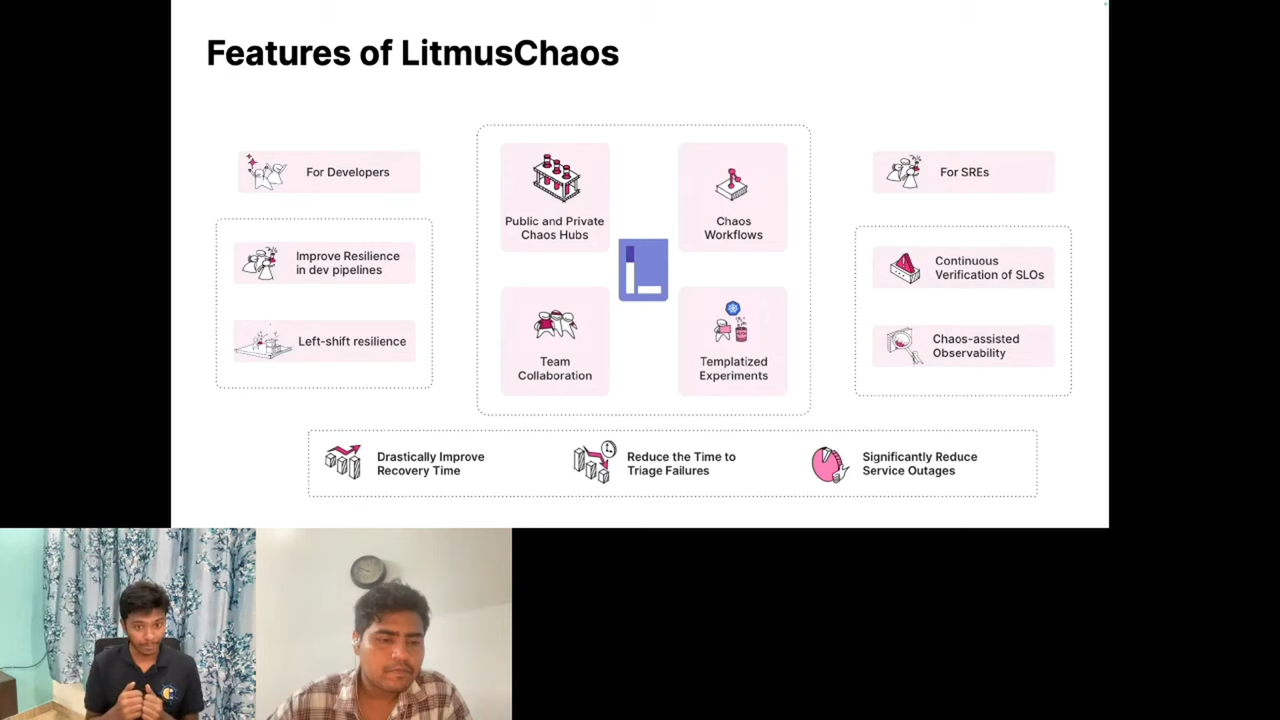 Features of LitmusChaos
For Developers
Improve Resilience
in dev pipelines
Left-shift resilience
Public and Private
Chaos Hubs
Chaos
Workflows
Team
Collaboration
Templatized
Experiments
For SREs
Continuous
Verification of SLOs
Chaos-assisted
Observability
Drastically Improve
Recovery Time
Reduce the Time to
Triage Failures
Significantly Reduce
Service Outages